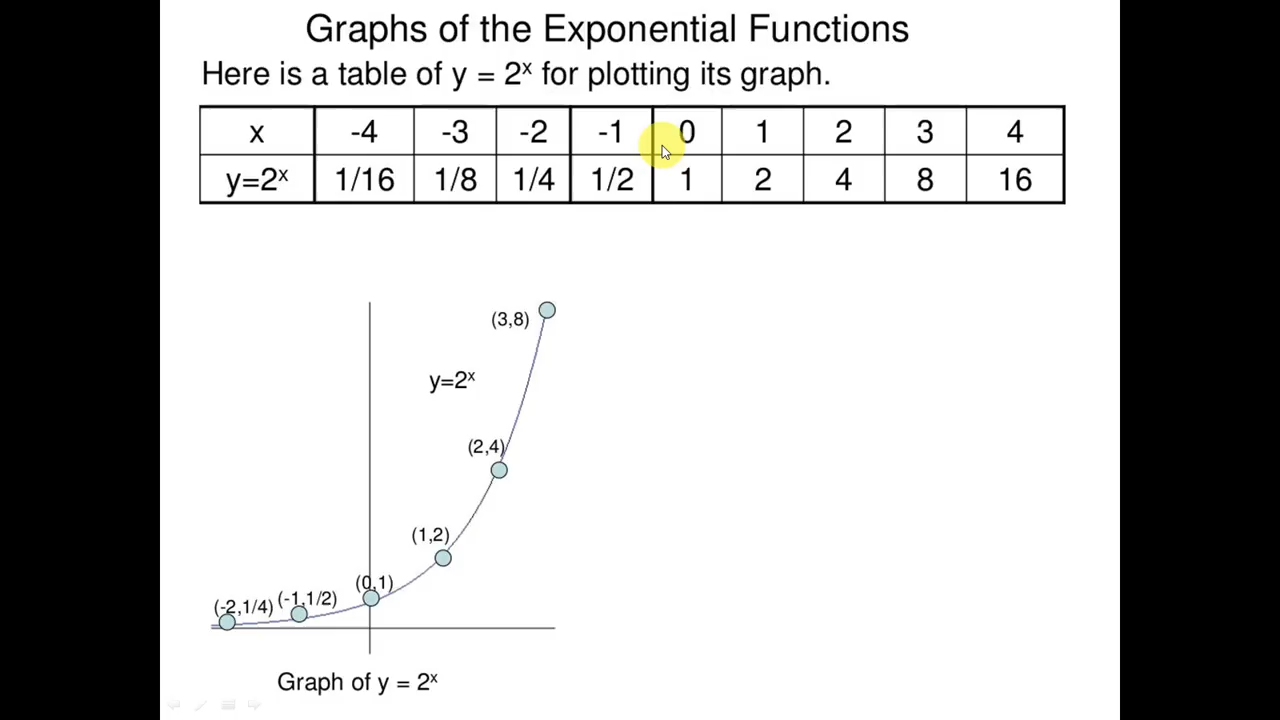 Graphs of the Exponential Functions
Here is a table of y = 2ˣ for plotting its graph.
x -4 -3 -2 -1 0 1 2 3 4
y=2ˣ 1/16 1/8 1/4 1/2 1 2 4 8 16
(3,8)
y=2ˣ
(2,4)
(1,2)
(0,1)
(-1,1/2)
(-2,1/4)
Graph of y = 2ˣ